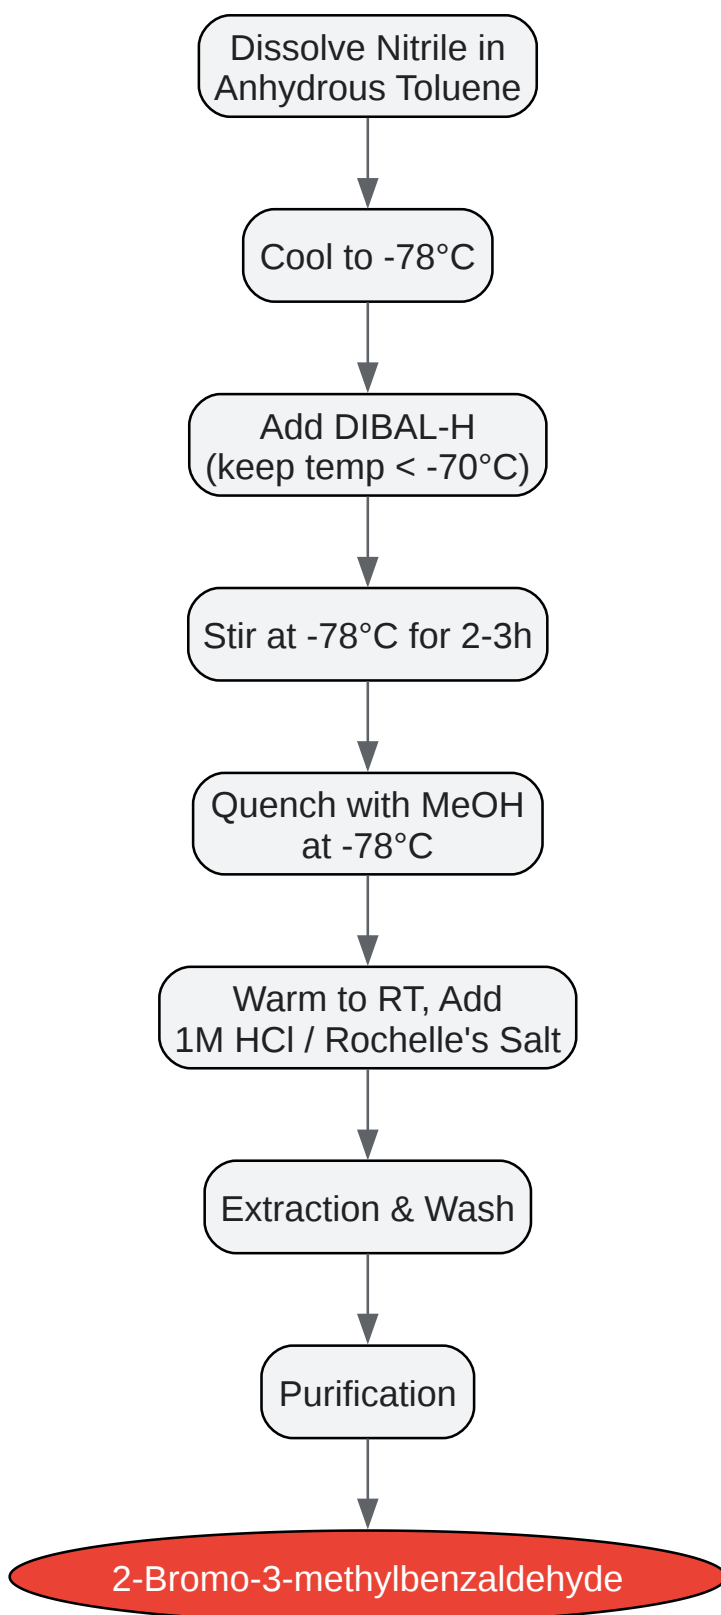 Dissolve Nitrile in
Anhydrous Toluene
Cool to -78°C
Add DIBAL-H
(keep temp < -70°C)
Stir at -78°C for 2-3h
Quench with MeOH
at -78°C
Warm to RT, Add
1M HCl / Rochelle's Salt
Extraction & Wash
Purification
2-Bromo-3-methylbenzaldehyde